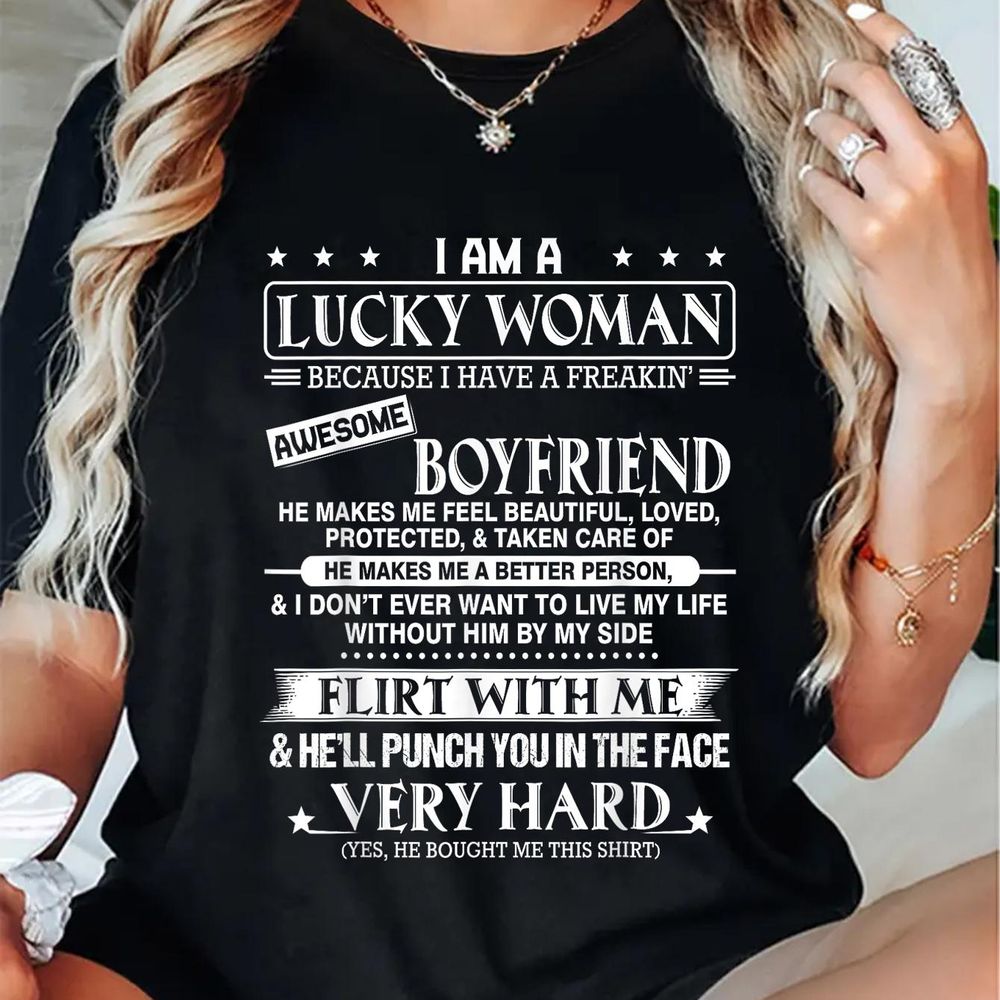 I AM A
LUCKY WOMAN
BECAUSE I HAVE A FREAKIN'
AWESOME
BOYFRIEND
HE MAKES ME FEEL BEAUTIFUL, LOVED,
PROTECTED, & TAKEN CARE OF
HE MAKES ME A BETTER PERSON,
& I DON'T EVER WANT TO LIVE MY LIFE
WITHOUT HIM BY MY SIDE
FLIRT WITH ME
& HE'LL PUNCH YOU IN THE FACE
VERY HARD
(YES, HE BOUGHT ME THIS SHIRT)